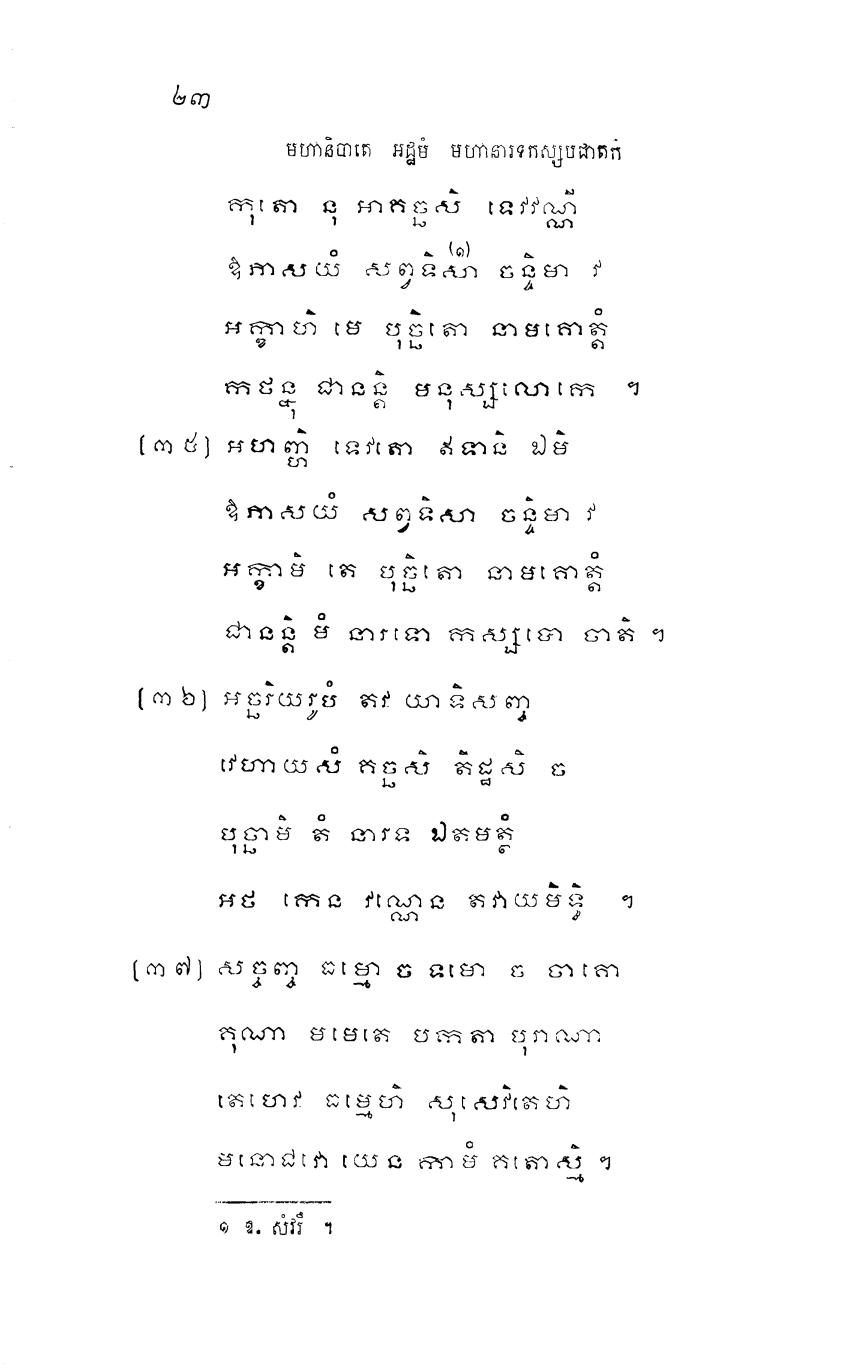 ២៣
មហានិបាតេ អដ្ឋមំ មហានារទកស្សបជាតកំ
កុតោ នុ អាគច្ឆសិ ទេវវណ្ណី
ឱភាសយំ សព្វទិសា(១) ចន្ទិមា វ
អក្ខាហិ មេ បុច្ឆិតោ នាមគោត្តំ
កថន្នុ ជានន្តិ មនុស្សលោកេ ។
(៣៥) អហញ្ហិ ទេវតោ ឥទានិ ឯមិ
ឱភាសយំ សព្វទិសា ចន្ទិមា វ
អក្ខាមិ តេ បុច្ឆិតោ នាមគោត្តំ
ជានន្តិ មំ នារទោ កស្សបោ ចាតិ ។
(៣៦) អច្ឆរិយរូបំ តវ យាទិសញ្ច
វេហាយសំ គច្ឆសិ តិដ្ឋសិ ច
បុច្ឆាមិ តំ នារទ ឯតមត្ថំ
អថ កេន វណ្ណេន តវាយមិទ្ធិ ។
(៣៧) សច្ចញ្ច ធម្មោ ច ទមោ ច ចាគោ
គុណា មមេតេ បកតា បុរាណា
តេហេវ ធម្មេហិ សុសេវិតេហិ
មនោជវោ យេន កាមំ គតោស្មិ ។
១ ឱ. សំវរឹ ។